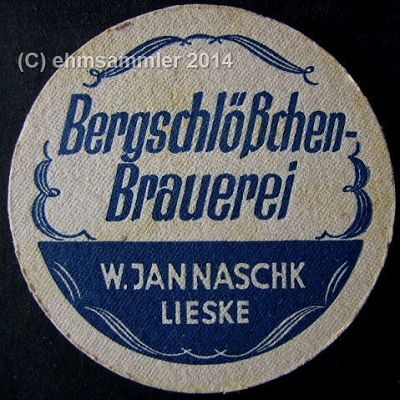 (C) ehmsammler 2014
Bergschlößchen-
Brauerei
W. JANNASCHK
LIESKE